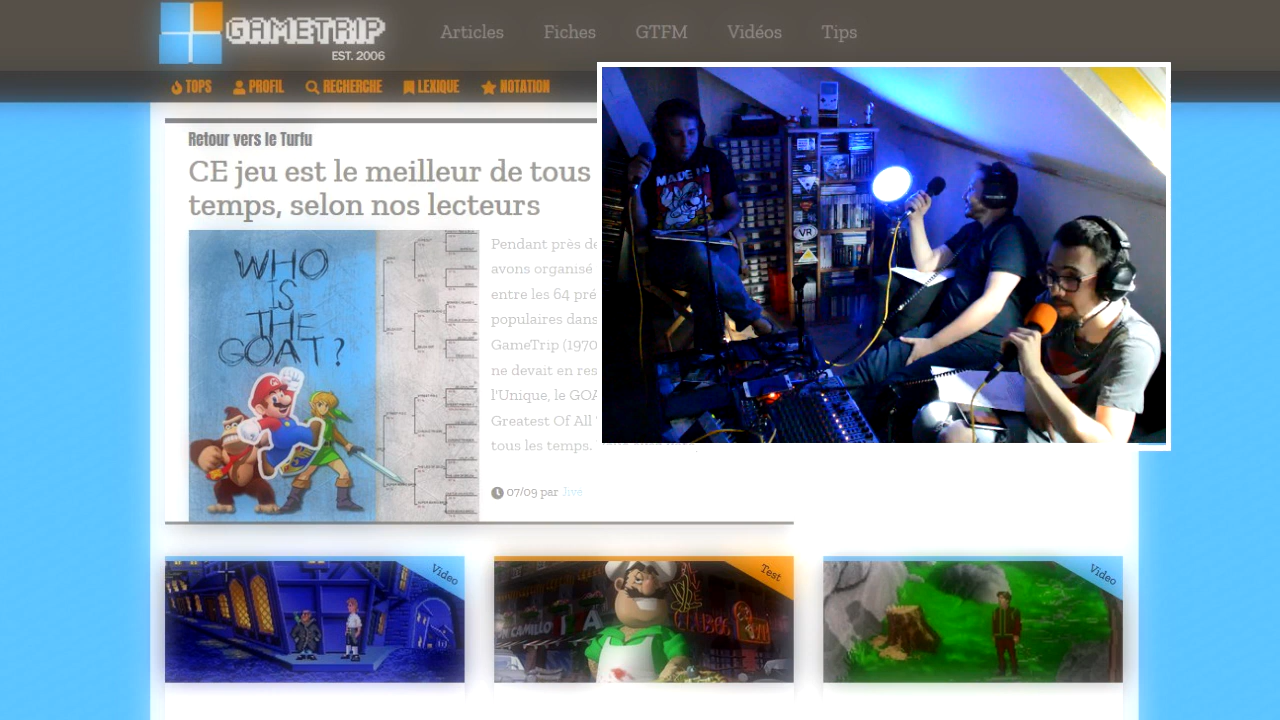 GAMETRIP
EST. 2006
Articles Fiches GTFM Vidéos Tips
TOPS PROFIL RECHERCHE LEXIQUE NOTATION
Retour vers le Turfu
CE jeu est le meilleur de tous
temps, selon nos lecteurs
WHO
IS
THE
GOAT?
Pendant près de
avons organisé
entre les 64 pré
populaires dans
GameTrip (1970
ne devait en res
l'Unique, le GOA
Greatest Of All
tous les temps.
07/09 par Jive
MADE IN
VR
Video
Test
Video